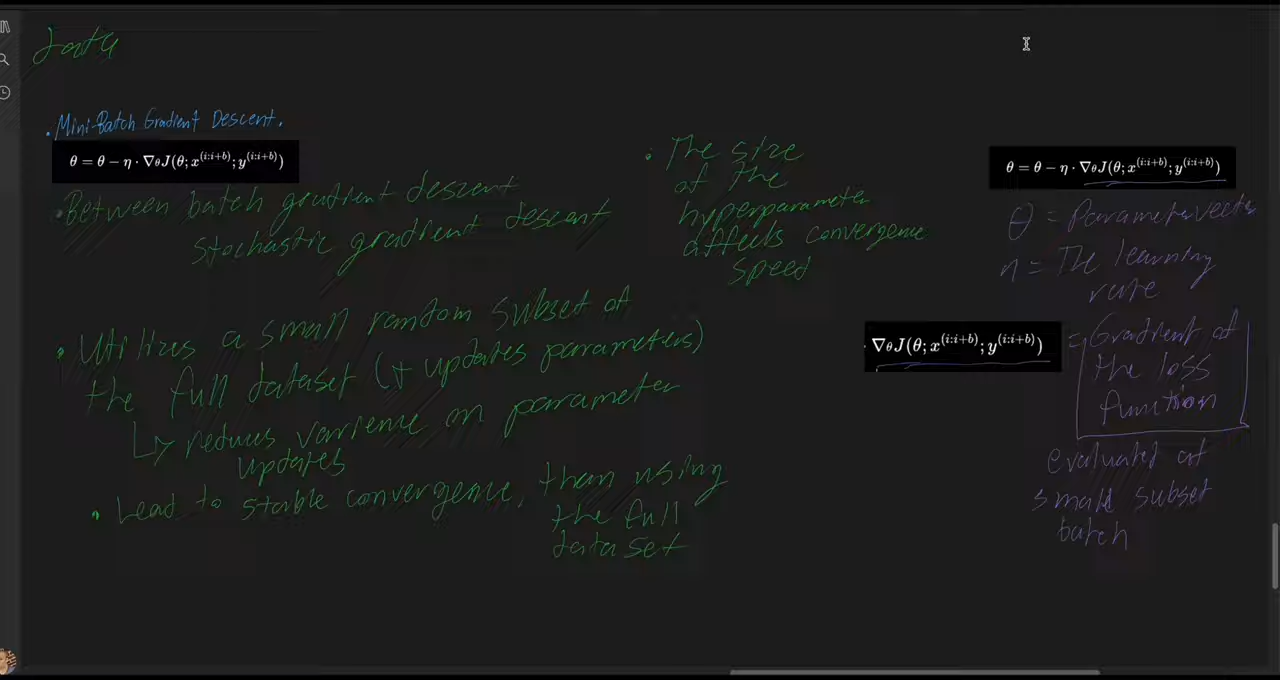 data
• Mini-Batch Gradient Descent.
θ = θ − η · ∇θJ(θ; x^(i:i+b); y^(i:i+b))
• Between batch gradient descent
stochastic gradient descent
• Utilizes a small random subset of
the full dataset (+ updates parameters)
↳ reduces varience on parameter
updates
• Lead to stable convergence, than using
the full
dataset
• The size
of the
hyperparameter
affects convergence
speed
θ = θ − η · ∇θJ(θ; x^(i:i+b); y^(i:i+b))
θ = Parameter vector
η = The learning
rate
· ∇θJ(θ; x^(i:i+b); y^(i:i+b)) = Gradient of
the loss
function
evaluated at
small subset
batch